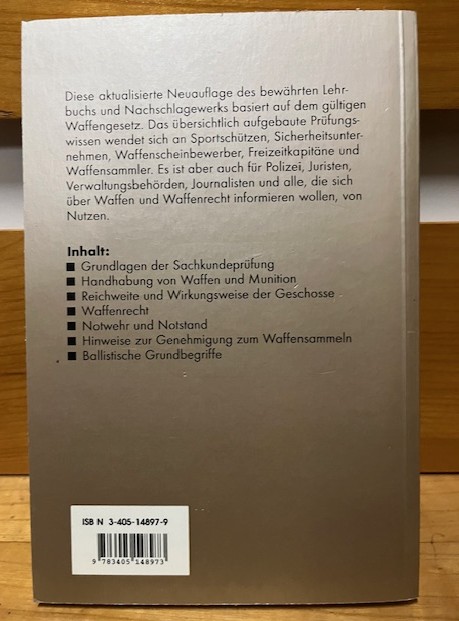 Diese aktualisierte Neuauflage des bewährten Lehr-
buchs und Nachschlagewerks basiert auf dem gültigen
Waffengesetz. Das übersichtlich aufgebaute Prüfungs-
wissen wendet sich an Sportschützen, Sicherheitsunter-
nehmen, Waffenscheinbewerber, Freizeitkapitäne und
Waffensammler. Es ist aber auch für Polizei, Juristen,
Verwaltungsbehörden, Journalisten und alle, die sich
über Waffen und Waffenrecht informieren wollen, von
Nutzen.
Inhalt:
■ Grundlagen der Sachkundeprüfung
■ Handhabung von Waffen und Munition
■ Reichweite und Wirkungsweise der Geschosse
■ Waffenrecht
■ Notwehr und Notstand
■ Hinweise zur Genehmigung zum Waffensammeln
■ Ballistische Grundbegriffe
ISBN 3-405-14897-9
9 783405 148973